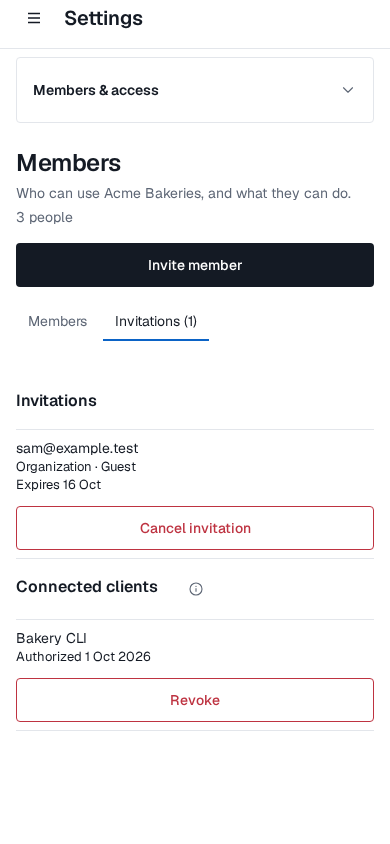 Settings
Members & access
Members
Who can use Acme Bakeries, and what they can do.
3 people
Invite member
Members
Invitations (1)
Invitations
sam@example.test
Organization · Guest
Expires 16 Oct
Cancel invitation
Connected clients
Bakery CLI
Authorized 1 Oct 2026
Revoke